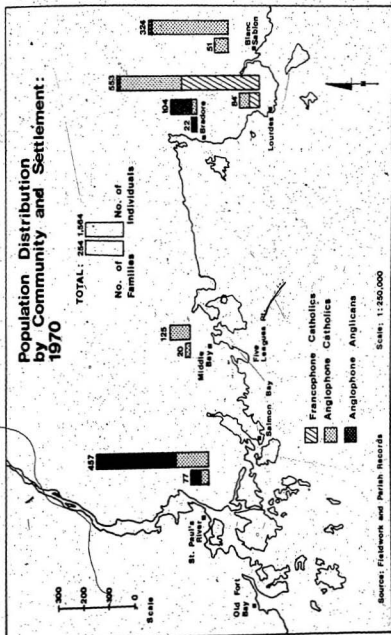 Population Distribution
by Community and Settlement:
1970
TOTAL: 254 1,564
No. of Families
No. of Individuals
300
200
100
0
Scale
457
77
125
20
104
22
553
84
324
51
St. Paul's River
Old Fort Bay
Salmon Bay
Middle Bay
Five Leagues Pt.
Bradore
Lourdes
Blanc Sablon
Francophone Catholics
Anglophone Catholics
Anglophone Anglicans
Source: Fieldwork and Parish Records
Scale: 1:250,000